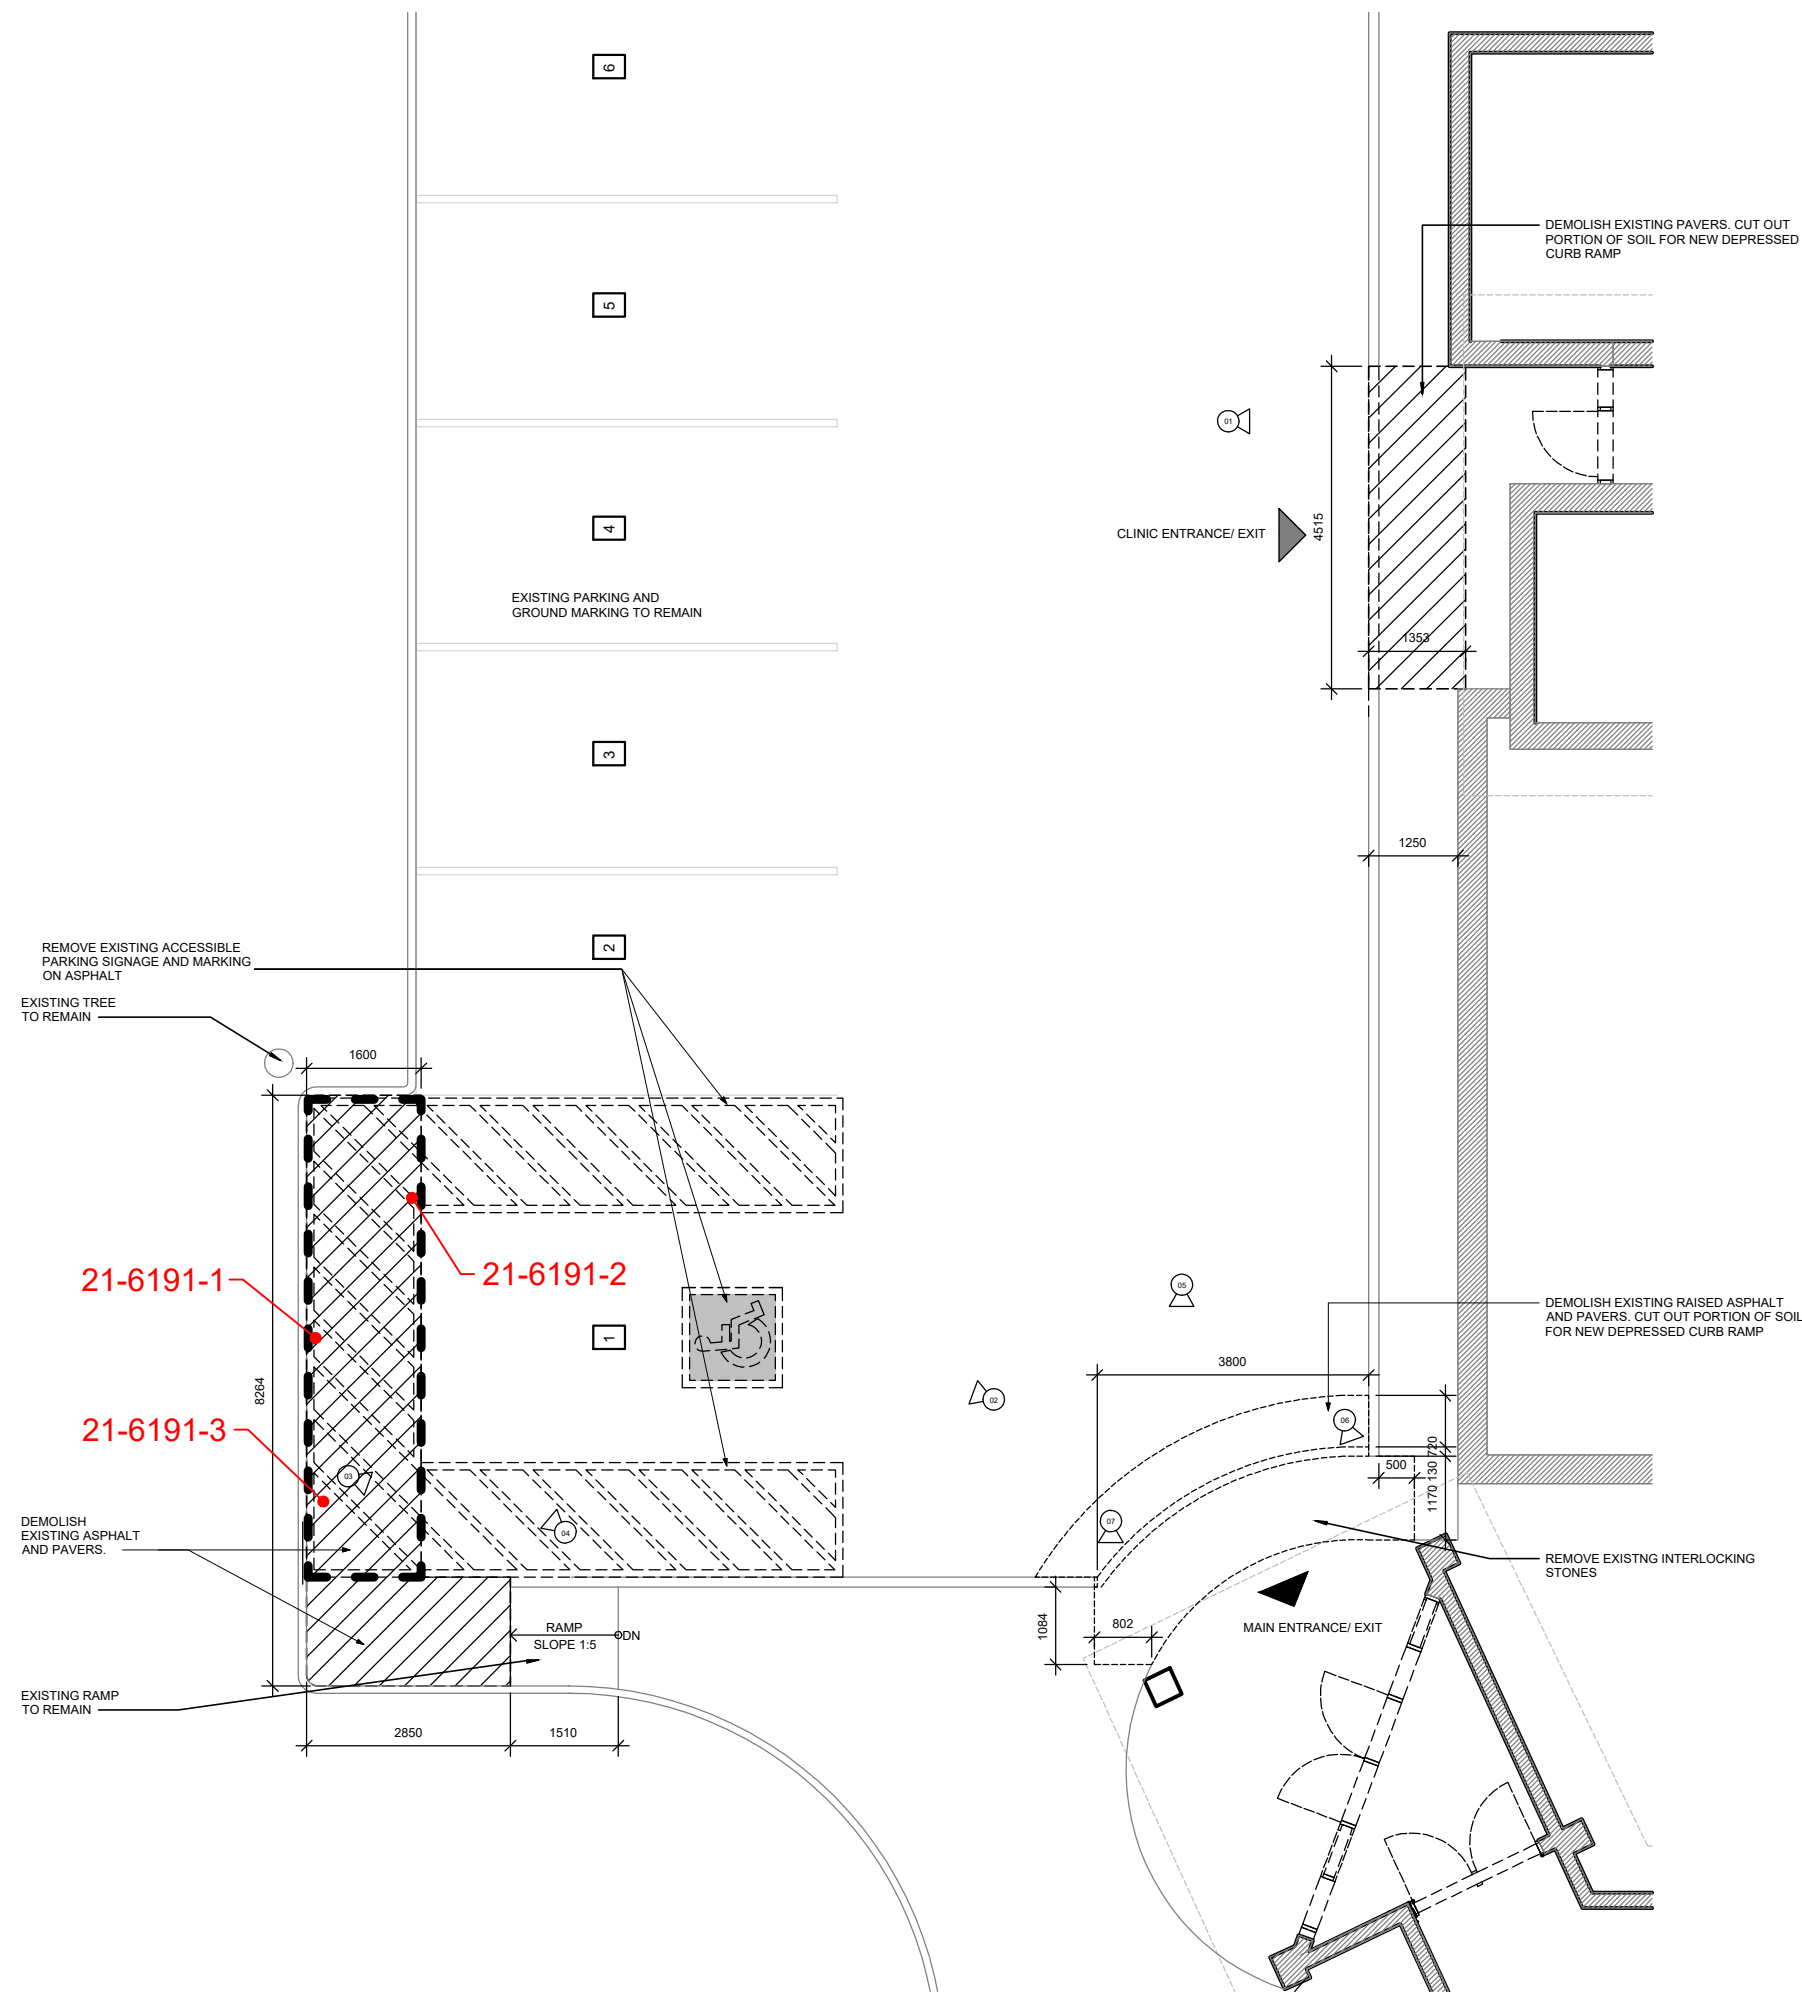 6
DEMOLISH EXISTING PAVERS. CUT OUT
PORTION OF SOIL FOR NEW DEPRESSED
CURB RAMP
5
01
4
4515
CLINIC ENTRANCE/ EXIT
EXISTING PARKING AND
GROUND MARKING TO REMAIN
1353
3
1250
2
REMOVE EXISTING ACCESSIBLE
PARKING SIGNAGE AND MARKING
ON ASPHALT
EXISTING TREE
TO REMAIN
1600
21-6191-1
21-6191-2
05
DEMOLISH EXISTING RAISED ASPHALT
AND PAVERS. CUT OUT PORTION OF SOIL
FOR NEW DEPRESSED CURB RAMP
1
3800
8264
02
21-6191-3
06
720
130
1170
500
03
04
07
DEMOLISH
EXISTING ASPHALT
AND PAVERS.
REMOVE EXISTNG INTERLOCKING
STONES
1084
802
RAMP
SLOPE 1:5
DN
MAIN ENTRANCE/ EXIT
EXISTING RAMP
TO REMAIN
2850
1510